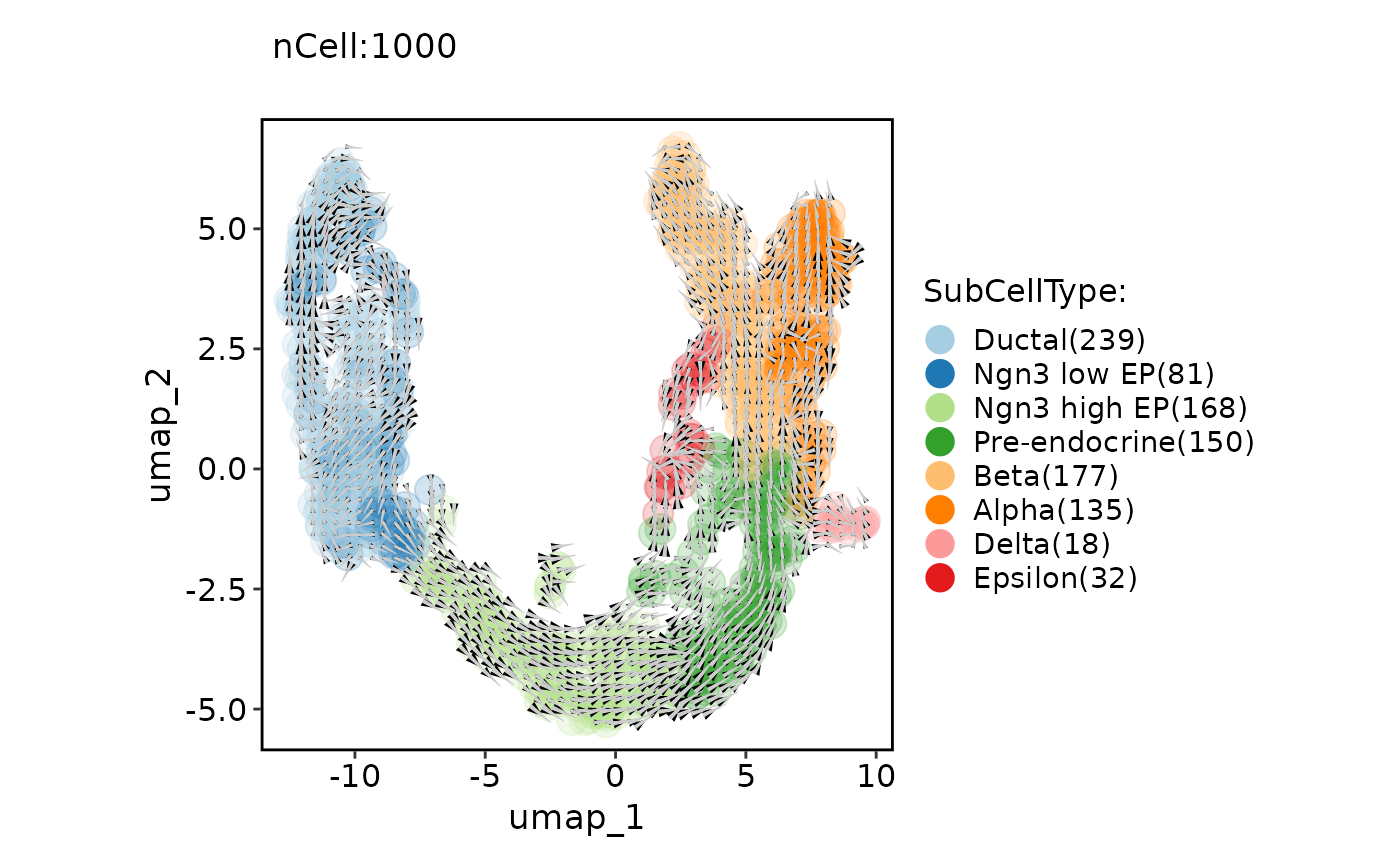 nCell:1000
umap_2
5.0
2.5
0.0
-2.5
-5.0
-10
-5
0
5
10
umap_1
SubCellType:
Ductal(239)
Ngn3 low EP(81)
Ngn3 high EP(168)
Pre-endocrine(150)
Beta(177)
Alpha(135)
Delta(18)
Epsilon(32)